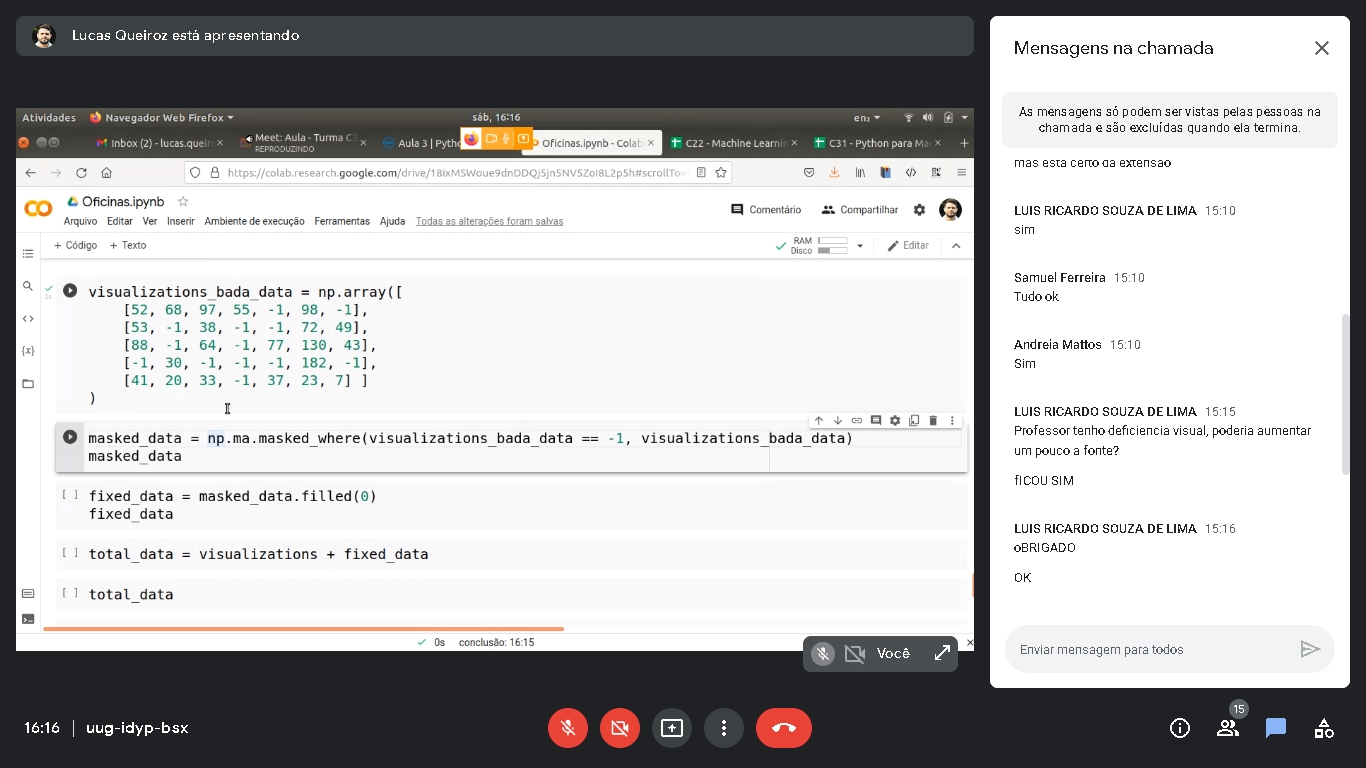 Lucas Queiroz está apresentando
Atividades
Navegador Web Firefox
sáb, 16:16
en₂
Inbox (2) - lucas.queir
Meet: Aula - Turma C3
REPRODUZINDO
Aula 3 | Pytho
Oficinas.ipynb - Colab
C22 - Machine Learnin
C31 - Python para Ma
https://colab.research.google.com/drive/18ixMSWoue9dnDDQj5jn5NV5ZoI8L2p5h#scrollTo=
CO
Oficinas.ipynb
Arquivo Editar Ver Inserir Ambiente de execução Ferramentas Ajuda Todas as alterações foram salvas
Comentário
Compartilhar
+ Código + Texto
RAM
Disco
Editar
visualizations_bada_data = np.array([
[52, 68, 97, 55, -1, 98, -1],
[53, -1, 38, -1, -1, 72, 49],
[88, -1, 64, -1, 77, 130, 43],
[-1, 30, -1, -1, -1, 182, -1],
[41, 20, 33, -1, 37, 23, 7] ]
)
masked_data = np.ma.masked_where(visualizations_bada_data == -1, visualizations_bada_data)
masked_data
[ ] fixed_data = masked_data.filled(0)
fixed_data
[ ] total_data = visualizations + fixed_data
[ ] total_data
0s conclusão: 16:15
Você
16:16 | uug-idyp-bsx
Mensagens na chamada
As mensagens só podem ser vistas pelas pessoas na
chamada e são excluídas quando ela termina.
mas esta certo da extensao
LUIS RICARDO SOUZA DE LIMA 15:10
sim
Samuel Ferreira 15:10
Tudo ok
Andreia Mattos 15:10
Sim
LUIS RICARDO SOUZA DE LIMA 15:15
Professor tenho deficiencia visual, poderia aumentar
um pouco a fonte?
fICOU SIM
LUIS RICARDO SOUZA DE LIMA 15:16
oBRIGADO
OK
Enviar mensagem para todos
15